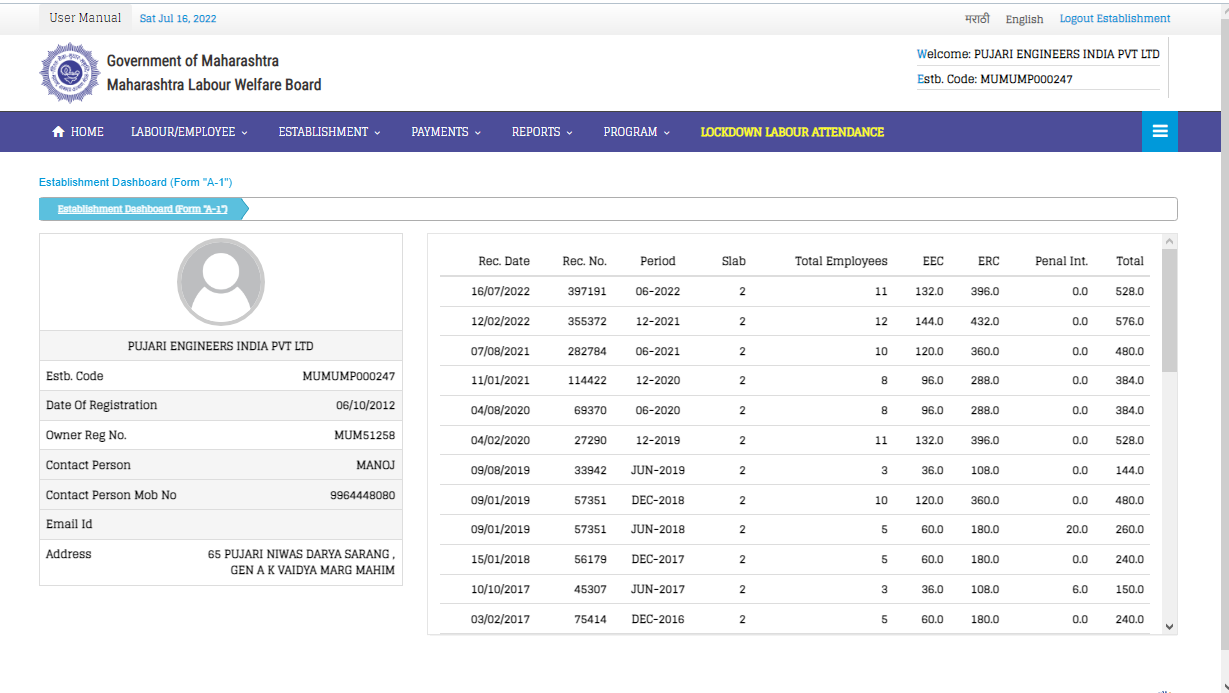 User Manual Sat Jul 16, 2022 मराठी English Logout Establishment
Government of Maharashtra
Maharashtra Labour Welfare Board
Welcome: PUJARI ENGINEERS INDIA PVT LTD
Estb. Code: MUMUMP000247
HOME LABOUR/EMPLOYEE ESTABLISHMENT PAYMENTS REPORTS PROGRAM LOCKDOWN LABOUR ATTENDANCE
Establishment Dashboard (Form "A-1")
Establishment Dashboard (Form "A-1")
PUJARI ENGINEERS INDIA PVT LTD
Estb. Code MUMUMP000247
Date Of Registration 06/10/2012
Owner Reg No. MUM51258
Contact Person MANOJ
Contact Person Mob No 9964448080
Email Id
Address 65 PUJARI NIWAS DARYA SARANG ,
GEN A K VAIDYA MARG MAHIM
Rec. Date Rec. No. Period Slab Total Employees EEC ERC Penal Int. Total
16/07/2022 397191 06-2022 2 11 132.0 396.0 0.0 528.0
12/02/2022 355372 12-2021 2 12 144.0 432.0 0.0 576.0
07/08/2021 282784 06-2021 2 10 120.0 360.0 0.0 480.0
11/01/2021 114422 12-2020 2 8 96.0 288.0 0.0 384.0
04/08/2020 69370 06-2020 2 8 96.0 288.0 0.0 384.0
04/02/2020 27290 12-2019 2 11 132.0 396.0 0.0 528.0
09/08/2019 33942 JUN-2019 2 3 36.0 108.0 0.0 144.0
09/01/2019 57351 DEC-2018 2 10 120.0 360.0 0.0 480.0
09/01/2019 57351 JUN-2018 2 5 60.0 180.0 20.0 260.0
15/01/2018 56179 DEC-2017 2 5 60.0 180.0 0.0 240.0
10/10/2017 45307 JUN-2017 2 3 36.0 108.0 6.0 150.0
03/02/2017 75414 DEC-2016 2 5 60.0 180.0 0.0 240.0